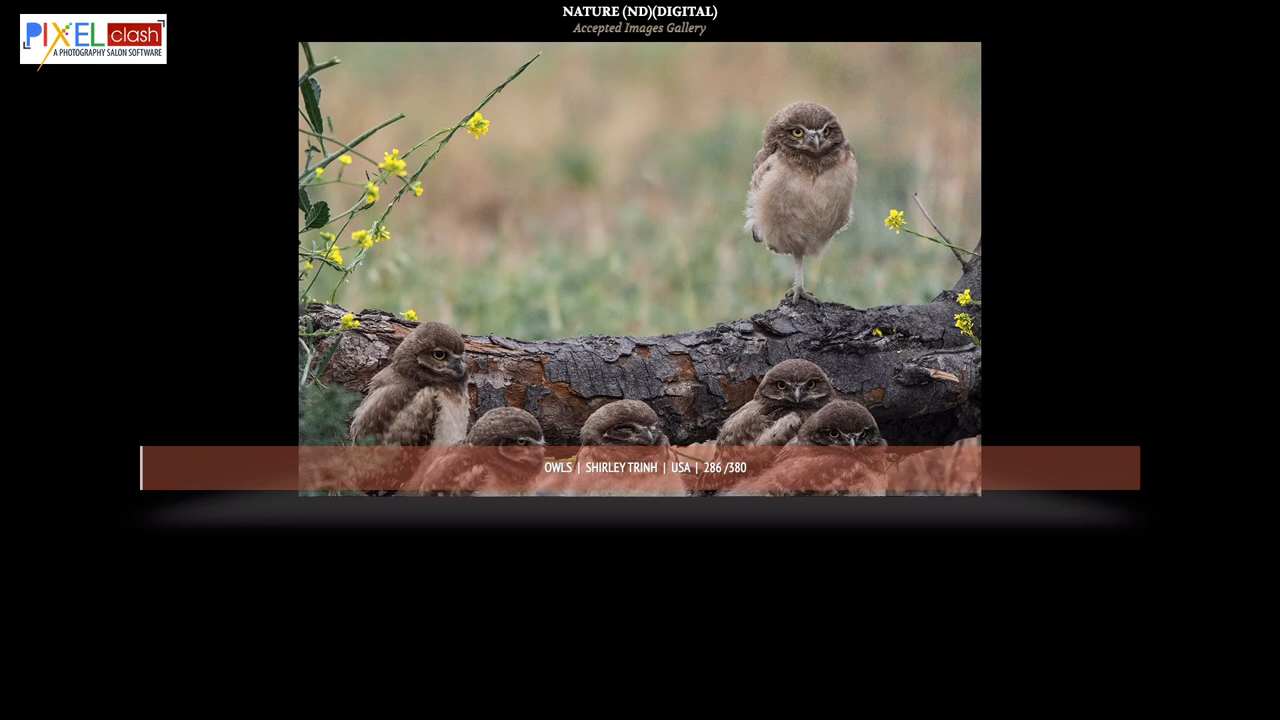 NATURE (ND)(DIGITAL)
Accepted Images Gallery
PIXEL clash
A PHOTOGRAPHY SALON SOFTWARE
OWLS | SHIRLEY TRINH | USA | 286 /380